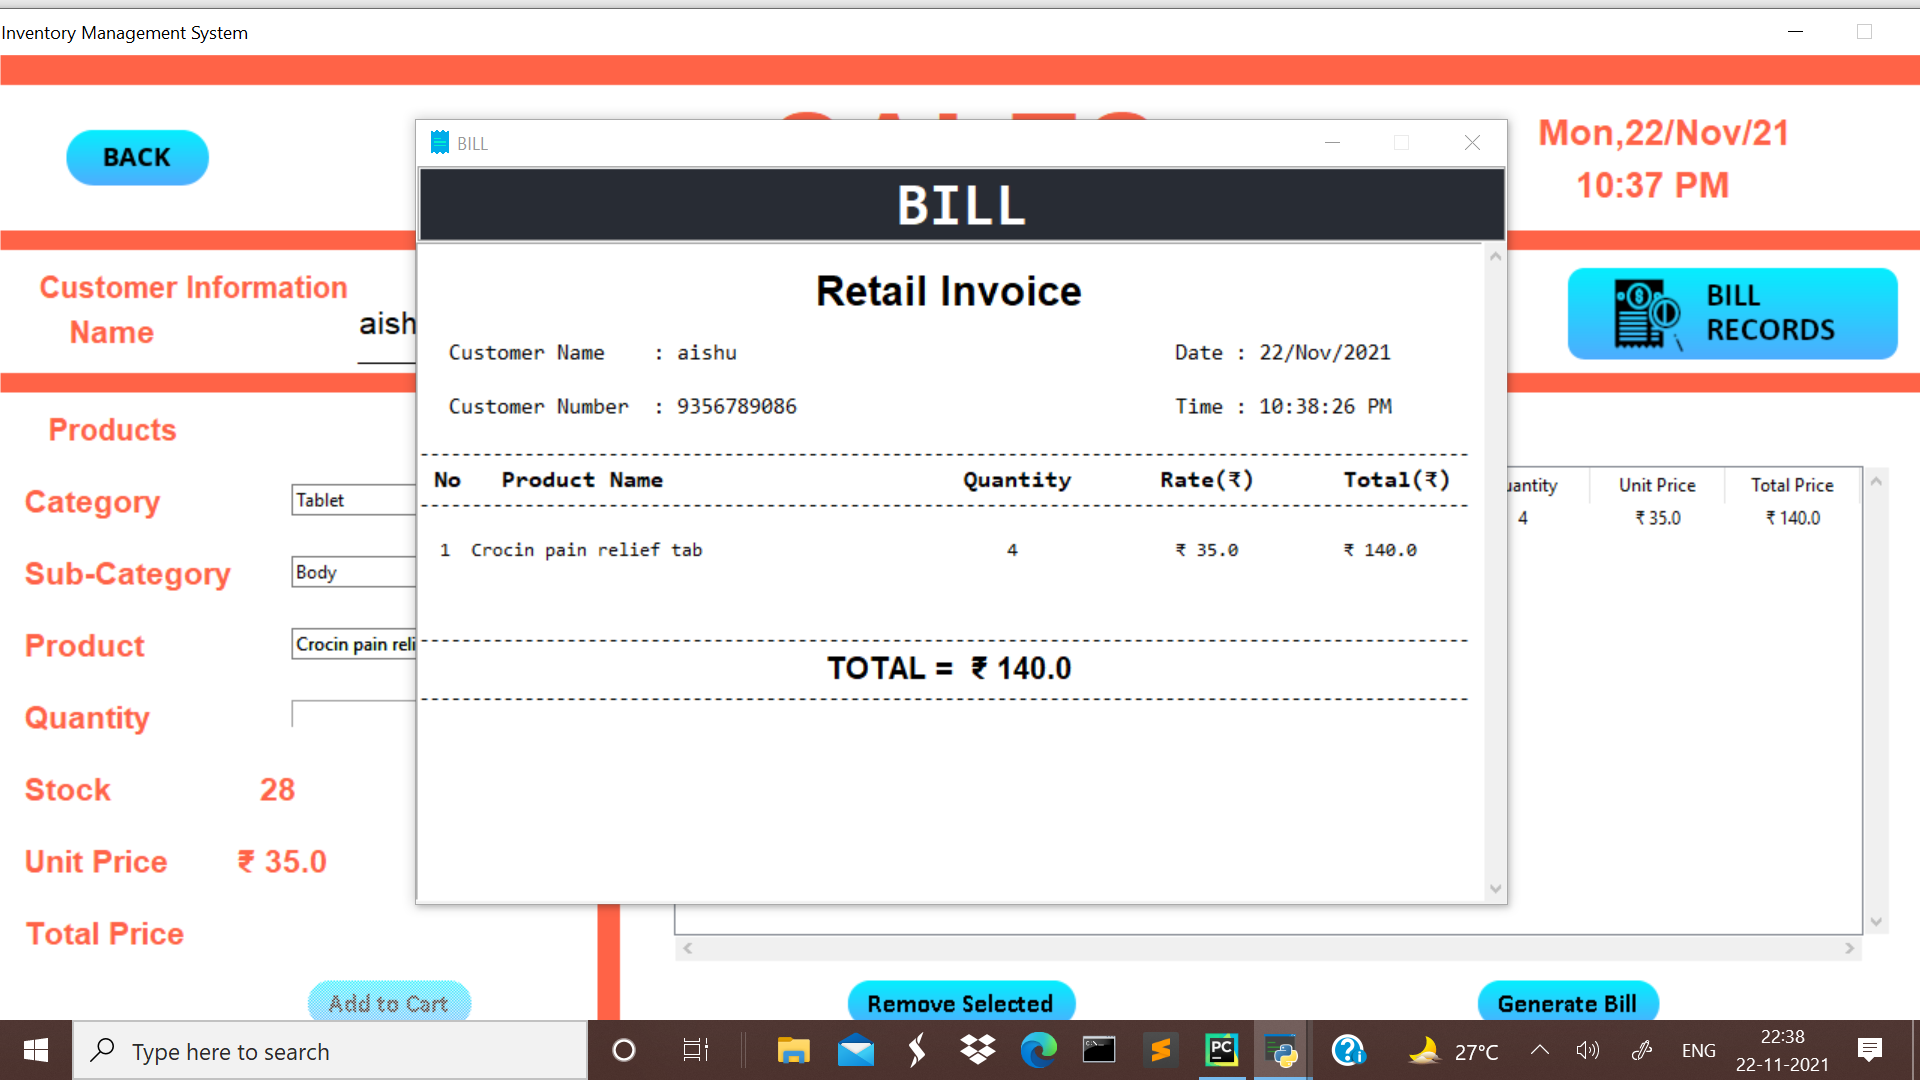 Inventory Management System
BACK
Mon,22/Nov/21
10:37 PM
BILL
BILL
Retail Invoice
Customer Name : aishu
Date : 22/Nov/2021
Customer Number : 9356789086
Time : 10:38:26 PM
No Product Name Quantity Rate(₹) Total(₹)
1 Crocin pain relief tab 4 ₹ 35.0 ₹ 140.0
TOTAL = ₹ 140.0
Customer Information
Name
aish
BILL
RECORDS
Products
Category Tablet
Sub-Category Body
Product Crocin pain reli
Quantity
Stock 28
Unit Price ₹ 35.0
Total Price
Unit Price Total Price
4 ₹ 35.0 ₹ 140.0
Add to Cart
Remove Selected
Generate Bill
Type here to search
PC
27°C
ENG
22:38
22-11-2021